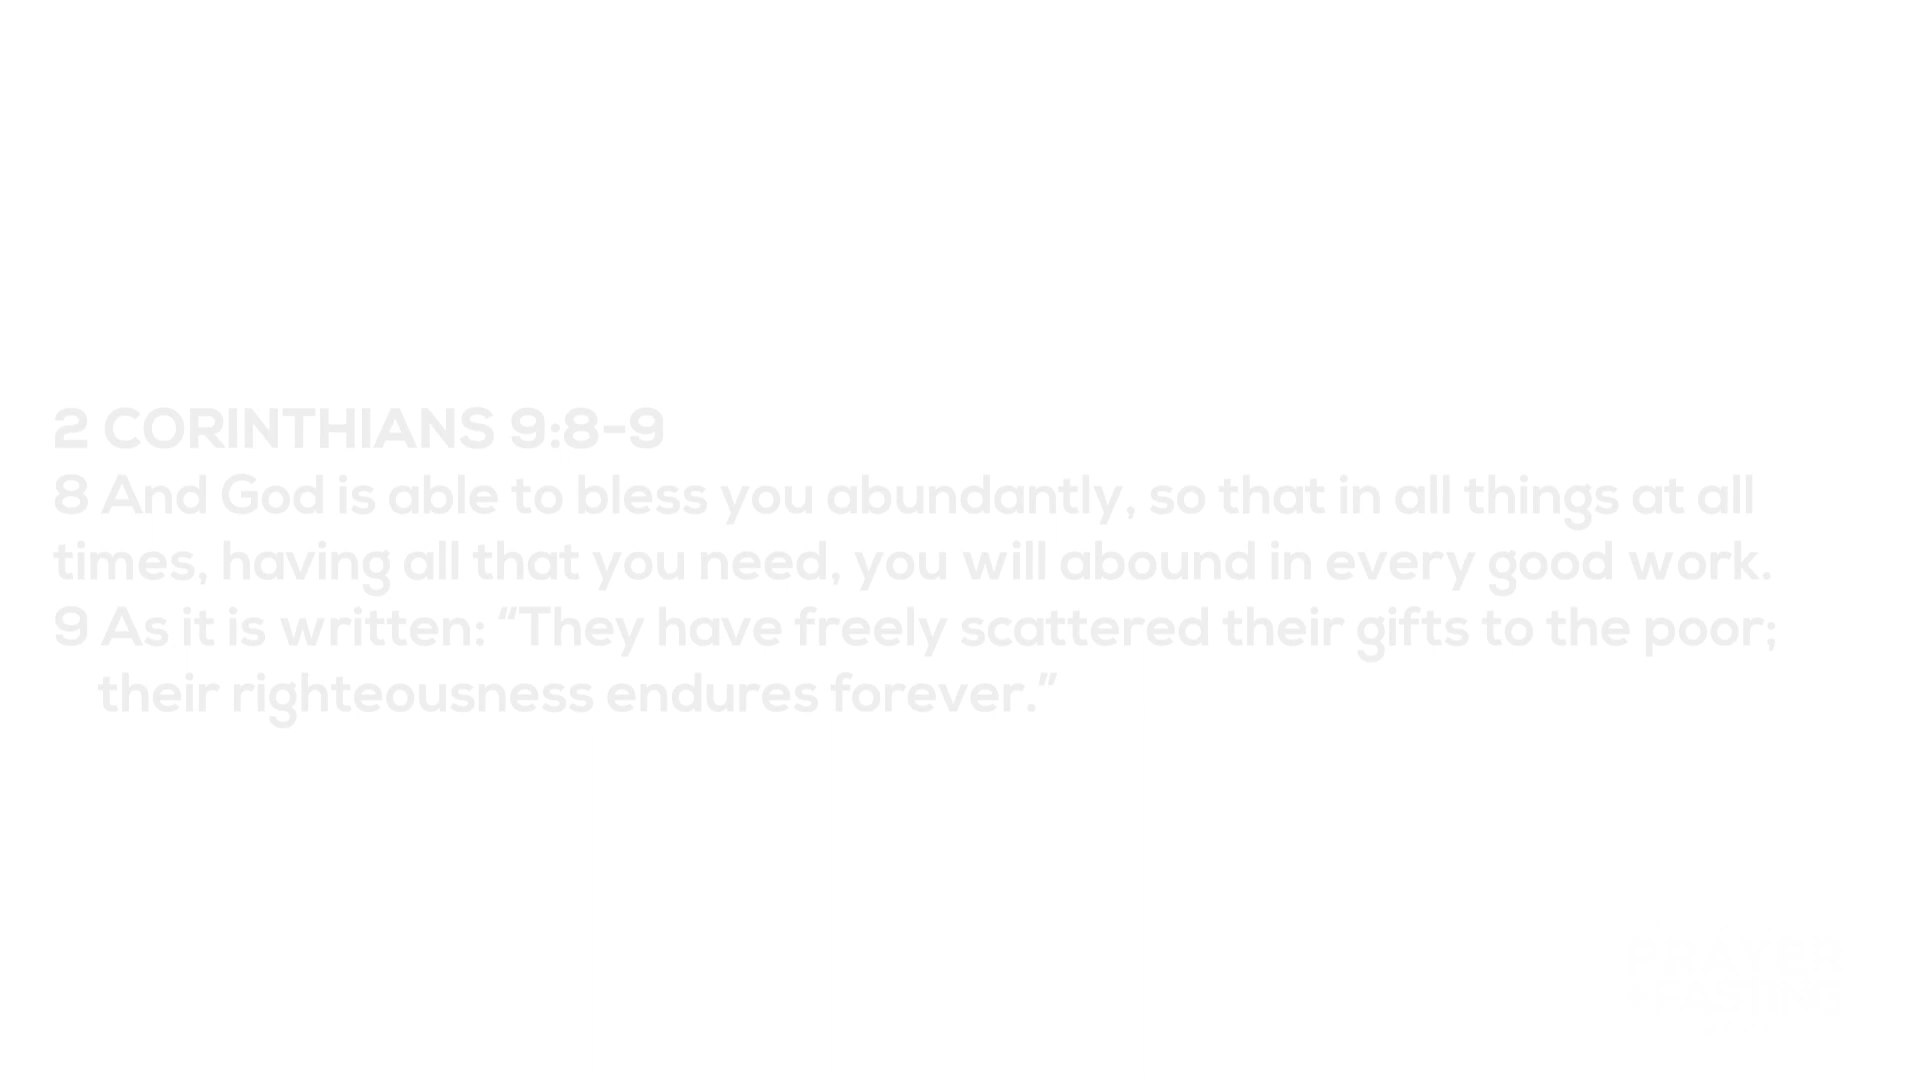 2 CORINTHIANS 9:8-9
8 And God is able to bless you abundantly, so that in all things at all
times, having all that you need, you will abound in every good work.
9 As it is written: “They have freely scattered their gifts to the poor;
their righteousness endures forever.”